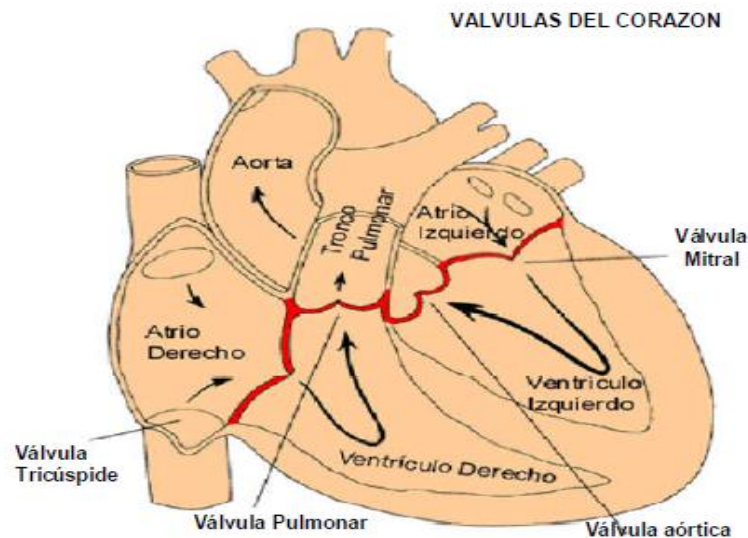 VALVULAS DEL CORAZON
Aorta
Tronco
Pulmonar
Atrio
Izquierdo
Válvula
Mitral
Atrio
Derecho
Ventriculo
Izquierdo
Válvula
Tricúspide
Ventrículo Derecho
Válvula Pulmonar
Válvula aórtica